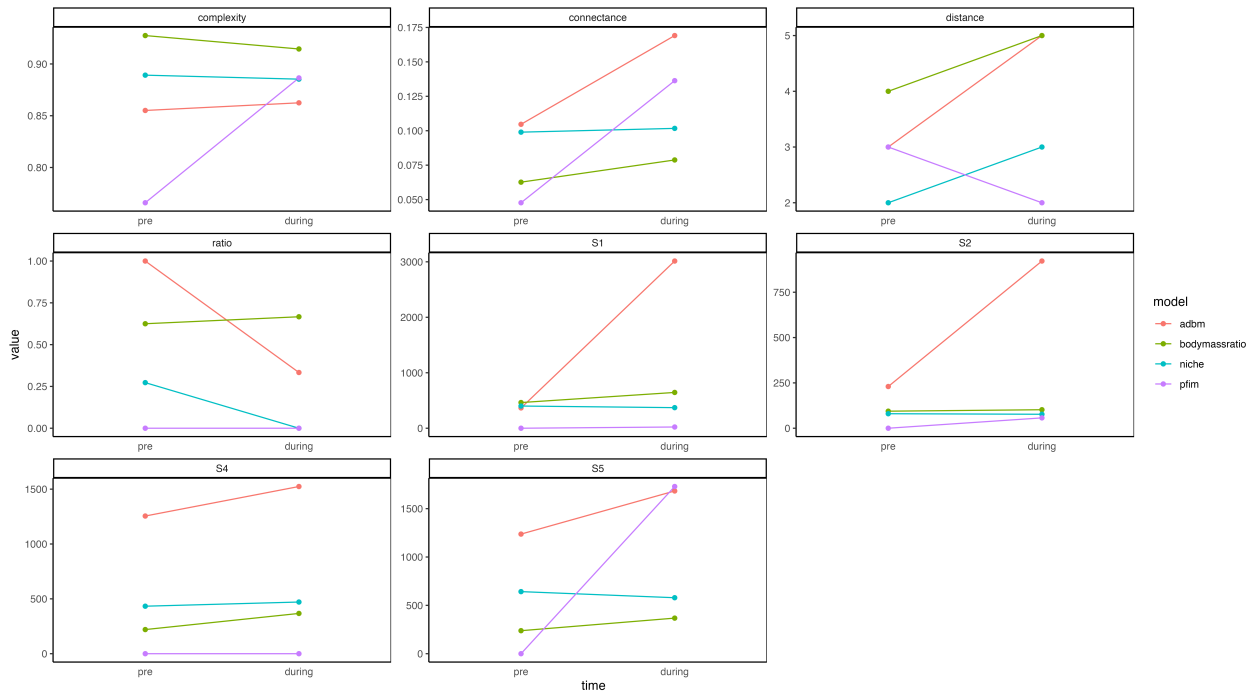 complexity
connectance
distance
0.90
0.85
0.80
pre
during
0.175
0.150
0.125
0.100
0.075
0.050
pre
during
5
4
3
2
pre
during
ratio
S1
S2
1.00
0.75
0.50
0.25
0.00
pre
during
3000
2000
1000
0
pre
during
750
500
250
0
pre
during
S4
S5
1500
1000
500
0
pre
during
1500
1000
500
0
pre
during
value
time
model
adbm
bodymassratio
niche
pfim